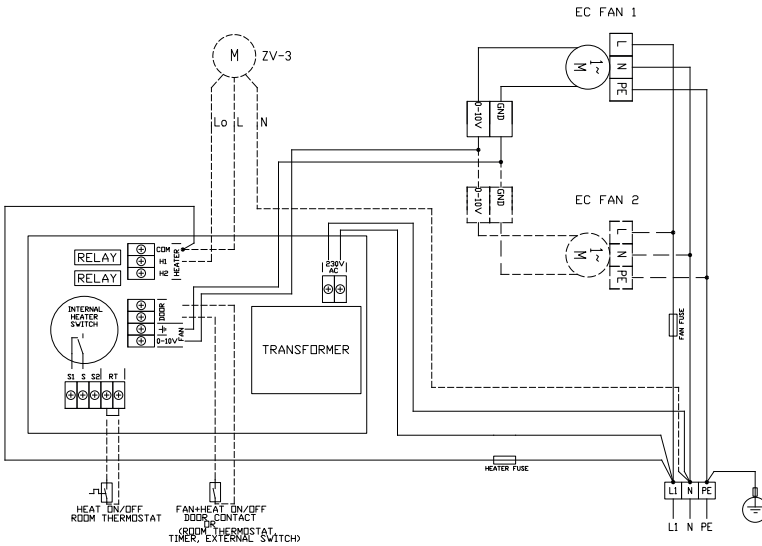 EC FAN 1
M
ZV-3
L
N
PE
1~
M
Lo
L
N
0-10V
GND
0-10V
GND
EC FAN 2
L
N
PE
1~
M
COM
H1
H2
HEATER
RELAY
RELAY
230V
AC
INTERNAL
HEATER
SWITCH
DOOR
FAN
0-10V
TRANSFORMER
FAN FUSE
S1 S S2 RT
HEATER FUSE
L1 N PE
L1 N PE
HEAT ON/OFF
ROOM THERMOSTAT
FAN+HEAT ON/OFF
DOOR CONTACT
OR
(ROOM THERMOSTAT,
TIMER, EXTERNAL SWITCH)